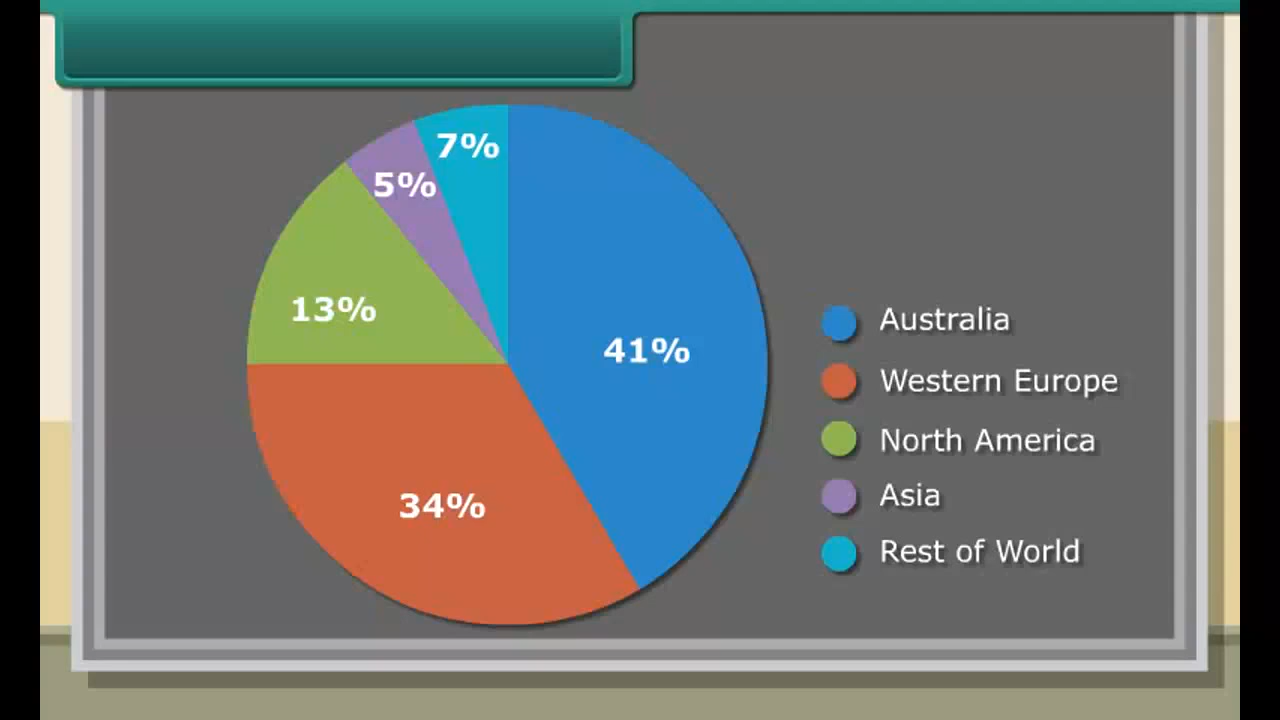 7%
5%
13%
41%
34%
Australia
Western Europe
North America
Asia
Rest of World